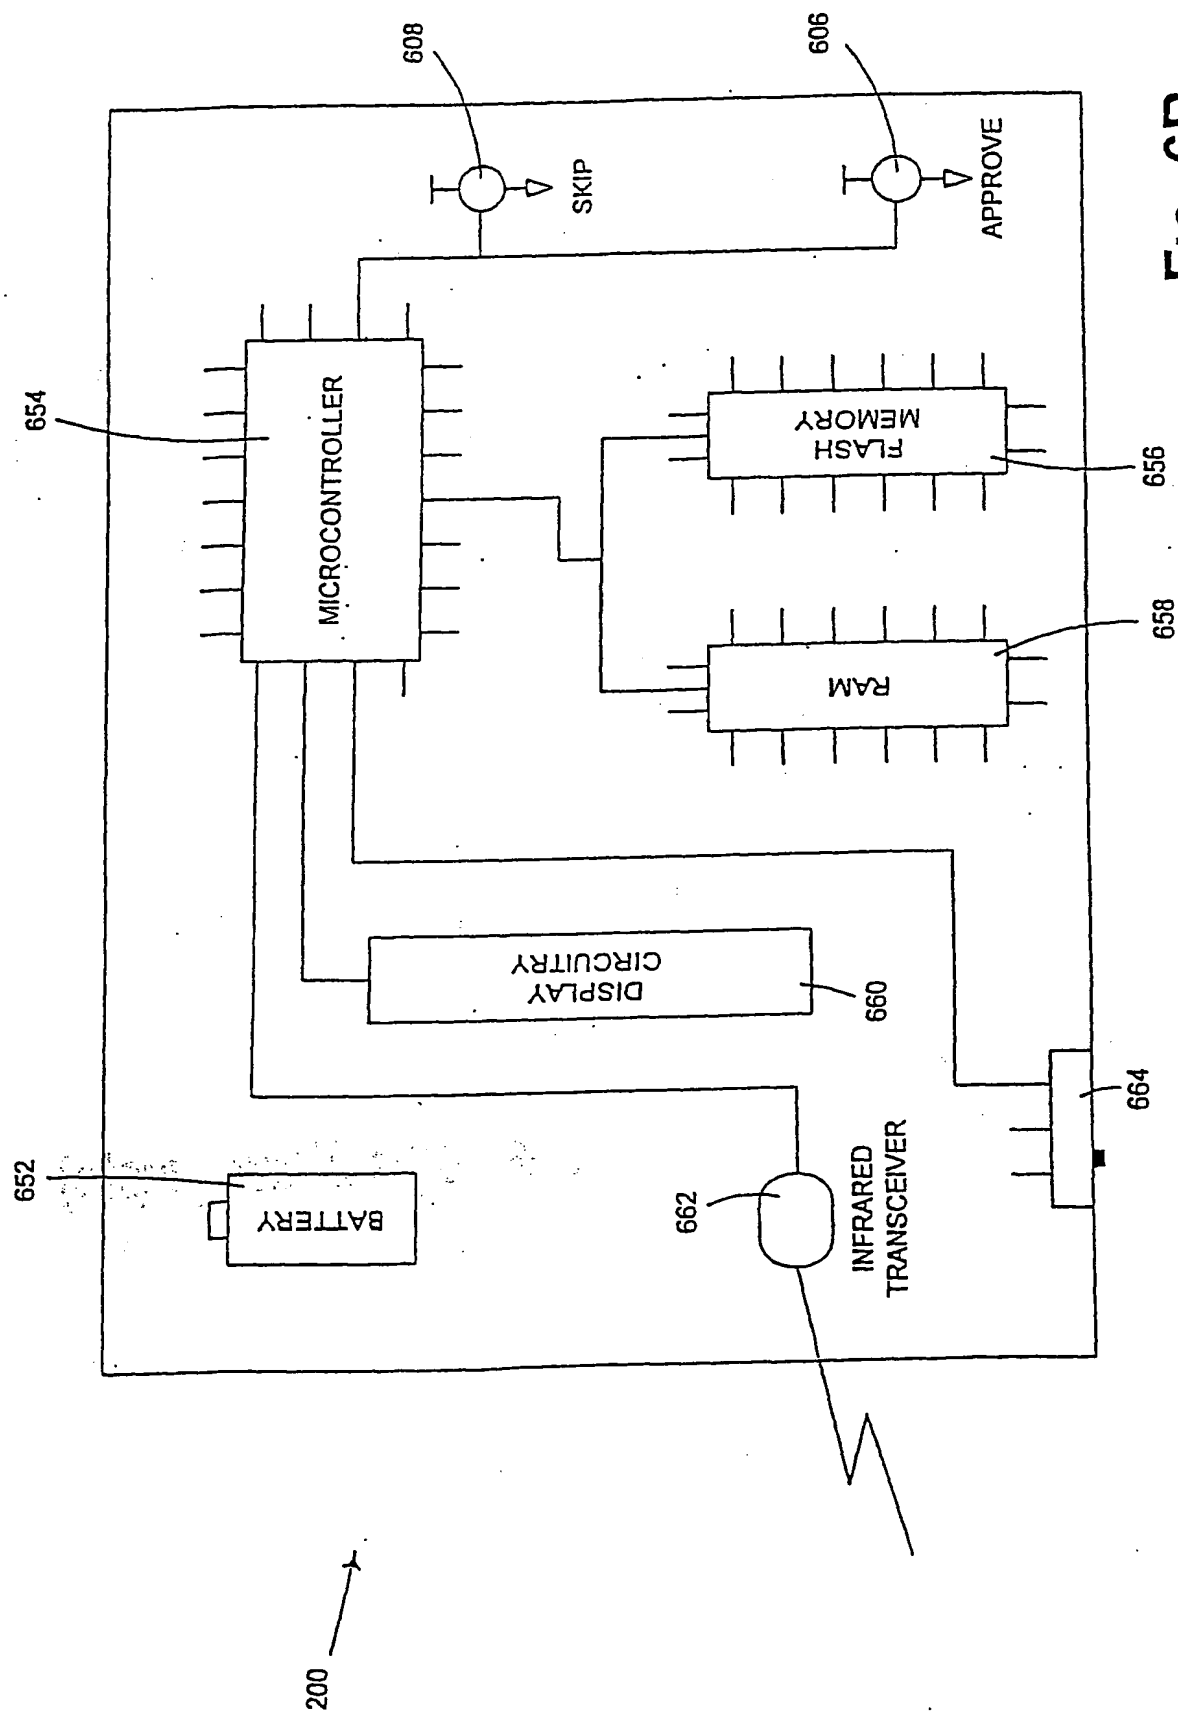 652
654
608
606
BATTERY
MICROCONTROLLER
SKIP
APPROVE
DISPLAY
CIRCUITRY
660
RAM
658
FLASH
MEMORY
656
662
INFRARED
TRANSCEIVER
664
200